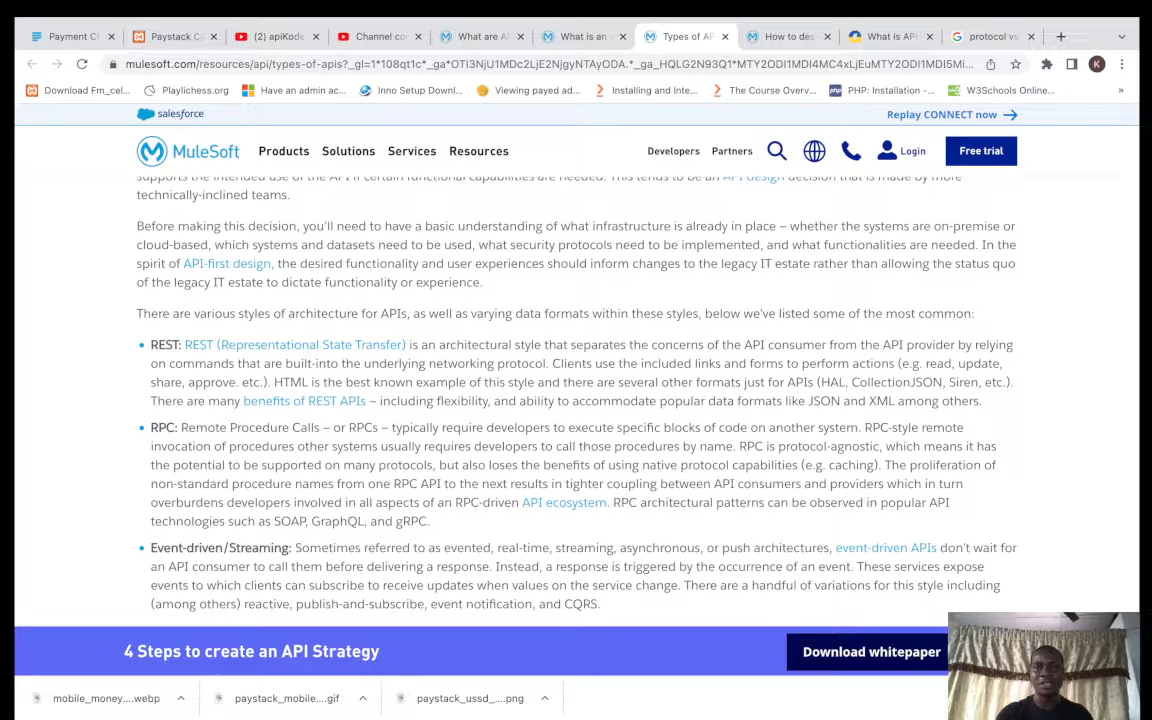 Payment C
Paystack C
(2) apiKode
Channel co
What are A
What is an
Types of AP
How to des
What is API
protocol vs
mulesoft.com/resources/api/types-of-apis?_gl=1*108qt1c*_ga*OTI3NjU1MDc2LjE2NjgyNTAyODA.*_ga_HQLG2N93Q1*MTY2ODI1MDI4MC4xLjEuMTY2ODI1MDI5Mi...
K
Download Fm_cel...
Playlichess.org
Have an admin ac...
Inno Setup Downl...
Viewing payed ad...
Installing and Inte...
The Course Overv...
PHP: Installation -...
W3Schools Online...
»
salesforce
Replay CONNECT now
MuleSoft
Products
Solutions
Services
Resources
Developers
Partners
Login
Free trial
supports the intended use of the API if certain functional capabilities are needed. This tends to be an API design decision that is made by more
technically-inclined teams.
Before making this decision, you'll need to have a basic understanding of what infrastructure is already in place – whether the systems are on-premise or
cloud-based, which systems and datasets need to be used, what security protocols need to be implemented, and what functionalities are needed. In the
spirit of API-first design, the desired functionality and user experiences should inform changes to the legacy IT estate rather than allowing the status quo
of the legacy IT estate to dictate functionality or experience.
There are various styles of architecture for APIs, as well as varying data formats within these styles, below we've listed some of the most common:
• REST: REST (Representational State Transfer) is an architectural style that separates the concerns of the API consumer from the API provider by relying
on commands that are built-into the underlying networking protocol. Clients use the included links and forms to perform actions (e.g. read, update,
share, approve. etc.). HTML is the best known example of this style and there are several other formats just for APIs (HAL, CollectionJSON, Siren, etc.).
There are many benefits of REST APIs – including flexibility, and ability to accommodate popular data formats like JSON and XML among others.
• RPC: Remote Procedure Calls – or RPCs – typically require developers to execute specific blocks of code on another system. RPC-style remote
invocation of procedures other systems usually requires developers to call those procedures by name. RPC is protocol-agnostic, which means it has
the potential to be supported on many protocols, but also loses the benefits of using native protocol capabilities (e.g. caching). The proliferation of
non-standard procedure names from one RPC API to the next results in tighter coupling between API consumers and providers which in turn
overburdens developers involved in all aspects of an RPC-driven API ecosystem. RPC architectural patterns can be observed in popular API
technologies such as SOAP, GraphQL, and gRPC.
• Event-driven/Streaming: Sometimes referred to as evented, real-time, streaming, asynchronous, or push architectures, event-driven APIs don't wait for
an API consumer to call them before delivering a response. Instead, a response is triggered by the occurrence of an event. These services expose
events to which clients can subscribe to receive updates when values on the service change. There are a handful of variations for this style including
(among others) reactive, publish-and-subscribe, event notification, and CQRS.
4 Steps to create an API Strategy
Download whitepaper
mobile_money....webp
paystack_mobile....gif
paystack_ussd_....png